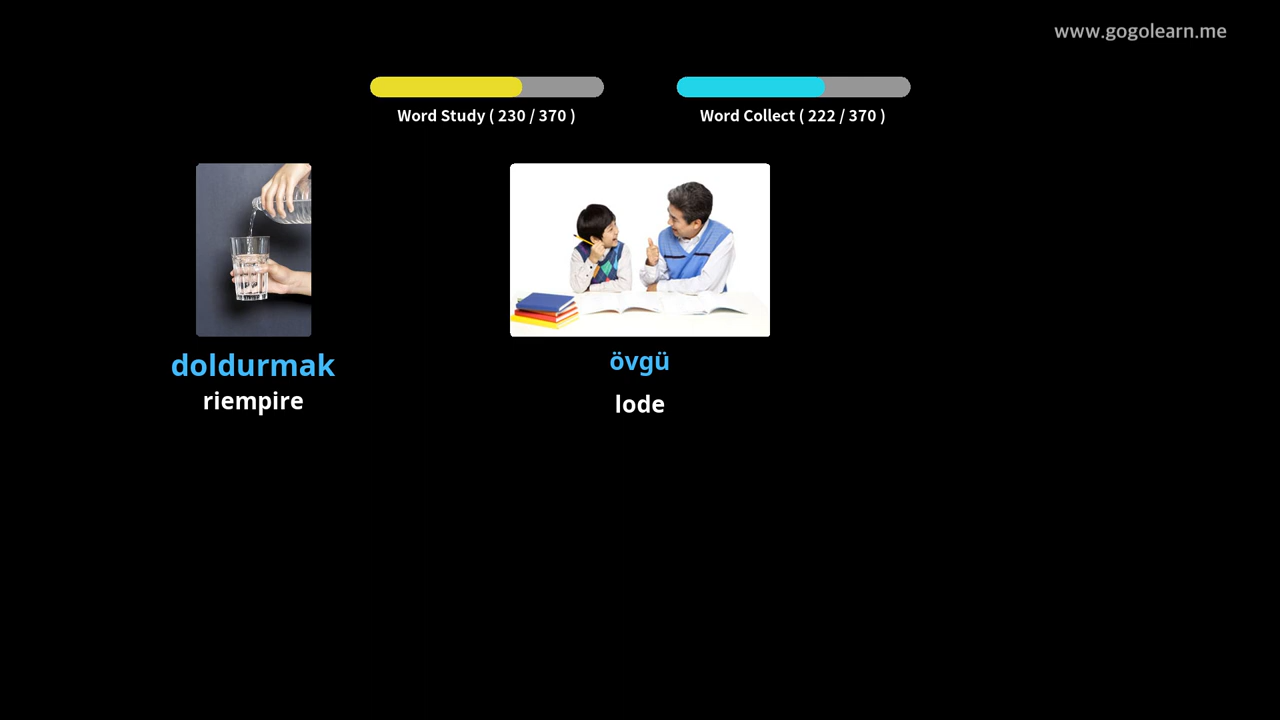 www.gogolearn.me
Word Study ( 230 / 370 )
Word Collect ( 222 / 370 )
doldurmak
riempire
övgü
lode